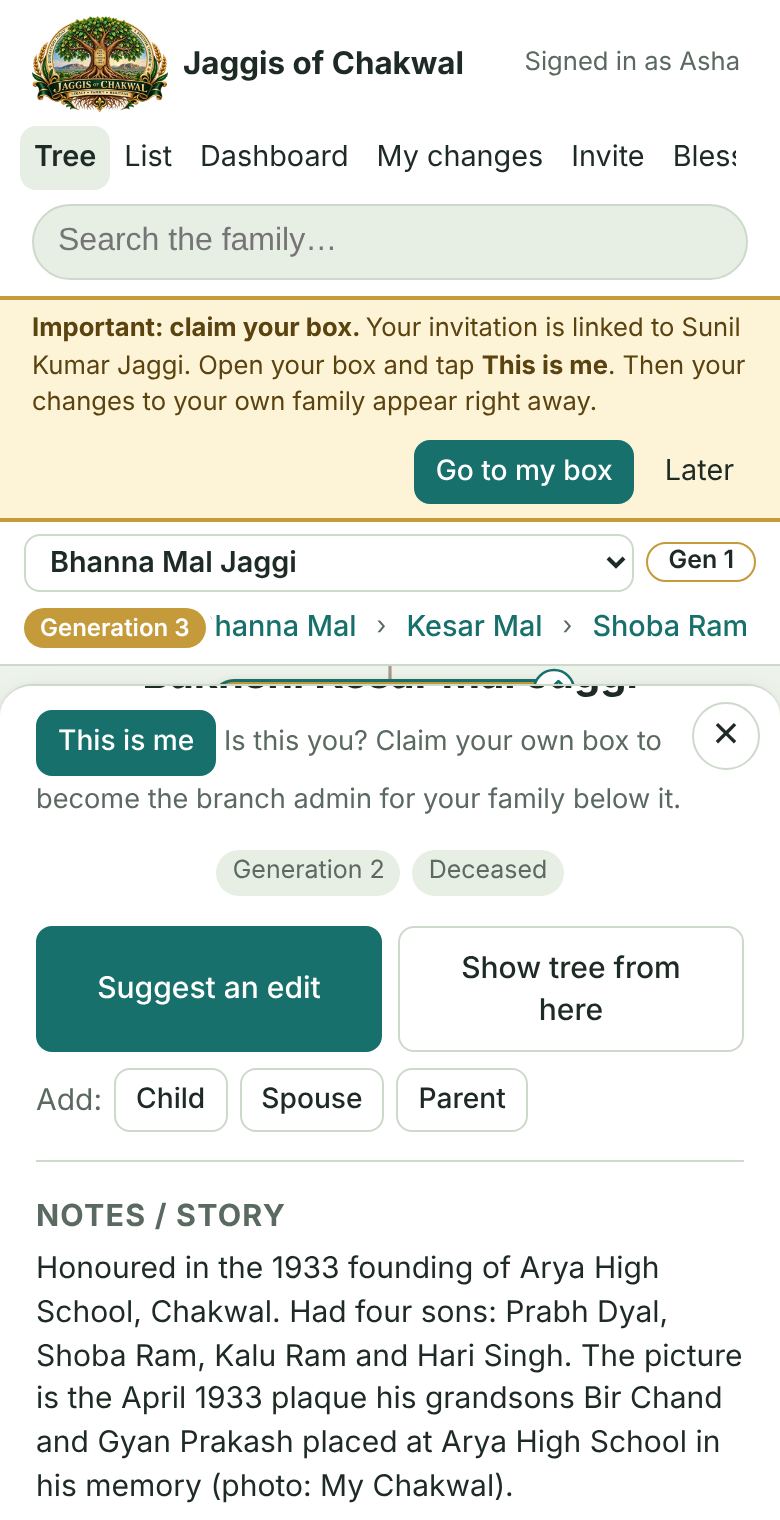 JAGGIS OF CHAKWAL
Jaggis of Chakwal
Signed in as Asha
Tree List Dashboard My changes Invite Bless
Search the family…
Important: claim your box. Your invitation is linked to Sunil
Kumar Jaggi. Open your box and tap This is me. Then your
changes to your own family appear right away.
Go to my box Later
Bhanna Mal Jaggi Gen 1
Generation 3 hanna Mal › Kesar Mal › Shoba Ram
This is me Is this you? Claim your own box to
become the branch admin for your family below it.
Generation 2 Deceased
Suggest an edit
Show tree from
here
Add: Child Spouse Parent
NOTES / STORY
Honoured in the 1933 founding of Arya High
School, Chakwal. Had four sons: Prabh Dyal,
Shoba Ram, Kalu Ram and Hari Singh. The picture
is the April 1933 plaque his grandsons Bir Chand
and Gyan Prakash placed at Arya High School in
his memory (photo: My Chakwal).